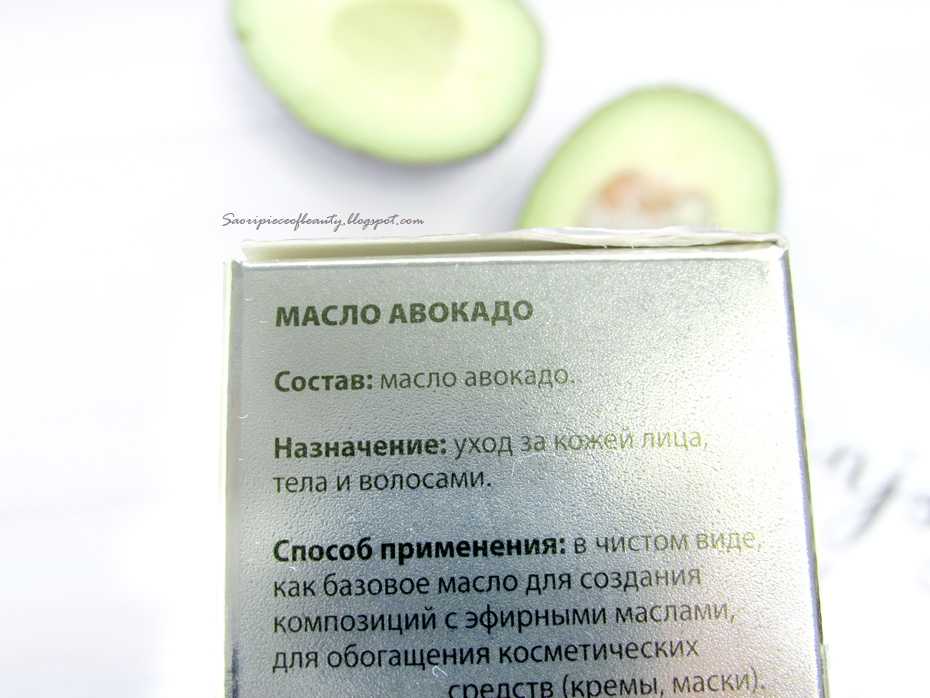 Saoripieceofbeauty.blogspot.com
МАСЛО АВОКАДО
Состав: масло авокадо.
Назначение: уход за кожей лица,
тела и волосами.
Способ применения: в чистом виде,
как базовое масло для создания
композиций с эфирными маслами,
для обогащения косметических
средств (кремы, маски).